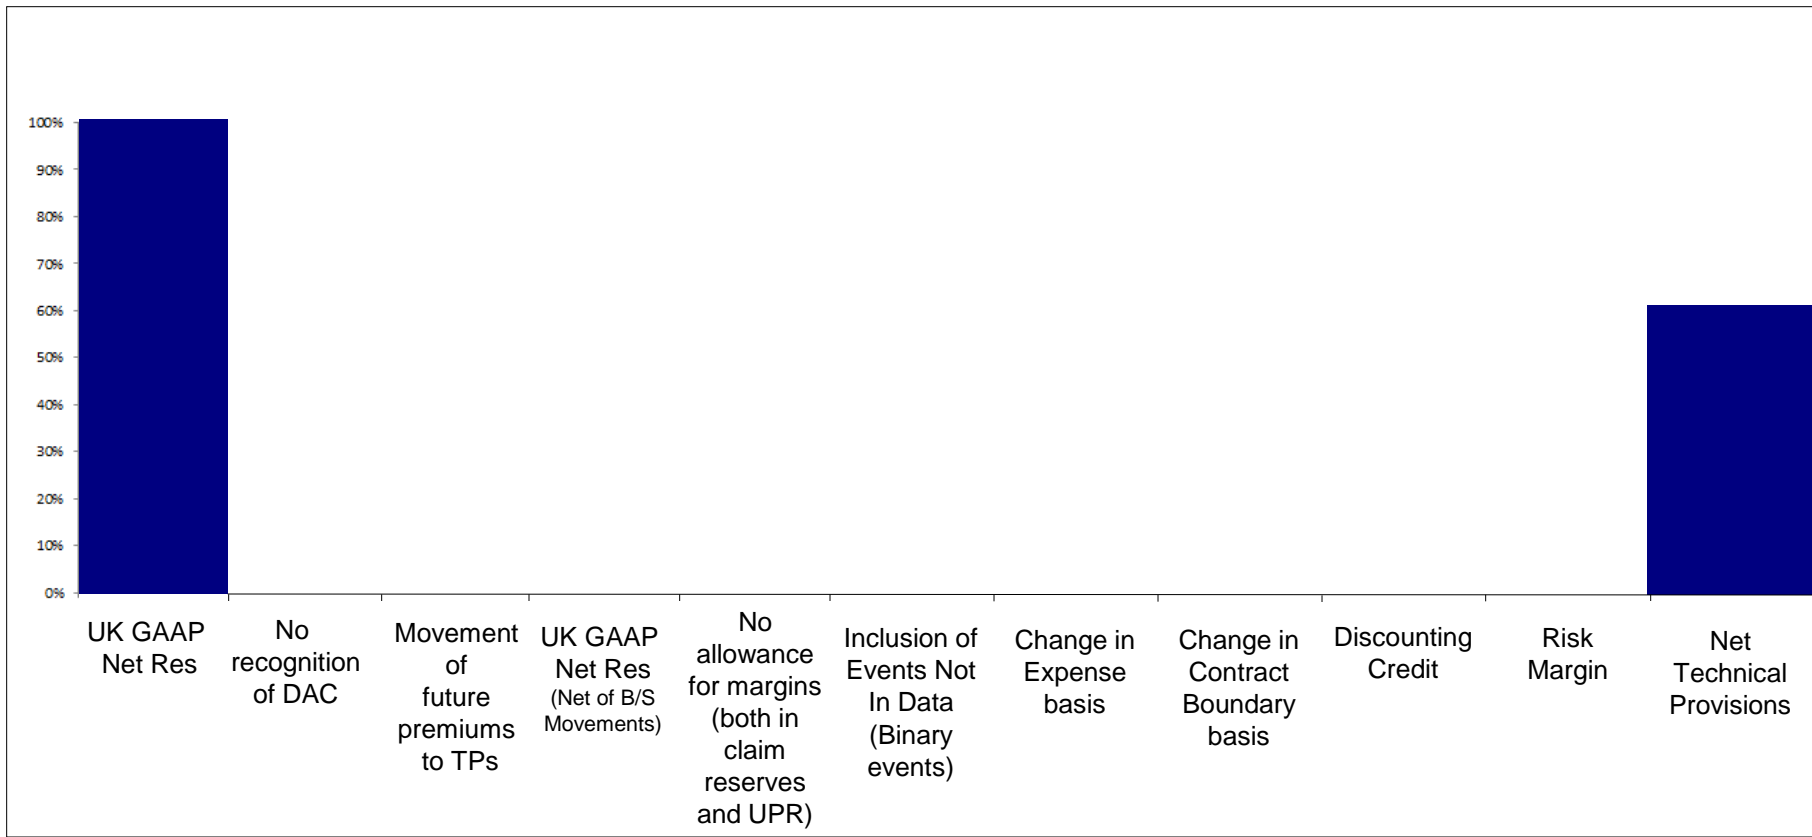 100%
90%
80%
70%
60%
50%
40%
30%
20%
10%
0%
UK GAAP
Net Res
No
recognition
of DAC
Movement
of
future
premiums
to TPs
UK GAAP
Net Res
(Net of B/S
Movements)
No
allowance
for margins
(both in
claim
reserves
and UPR)
Inclusion of
Events Not
In Data
(Binary
events)
Change in
Expense
basis
Change in
Contract
Boundary
basis
Discounting
Credit
Risk
Margin
Net
Technical
Provisions